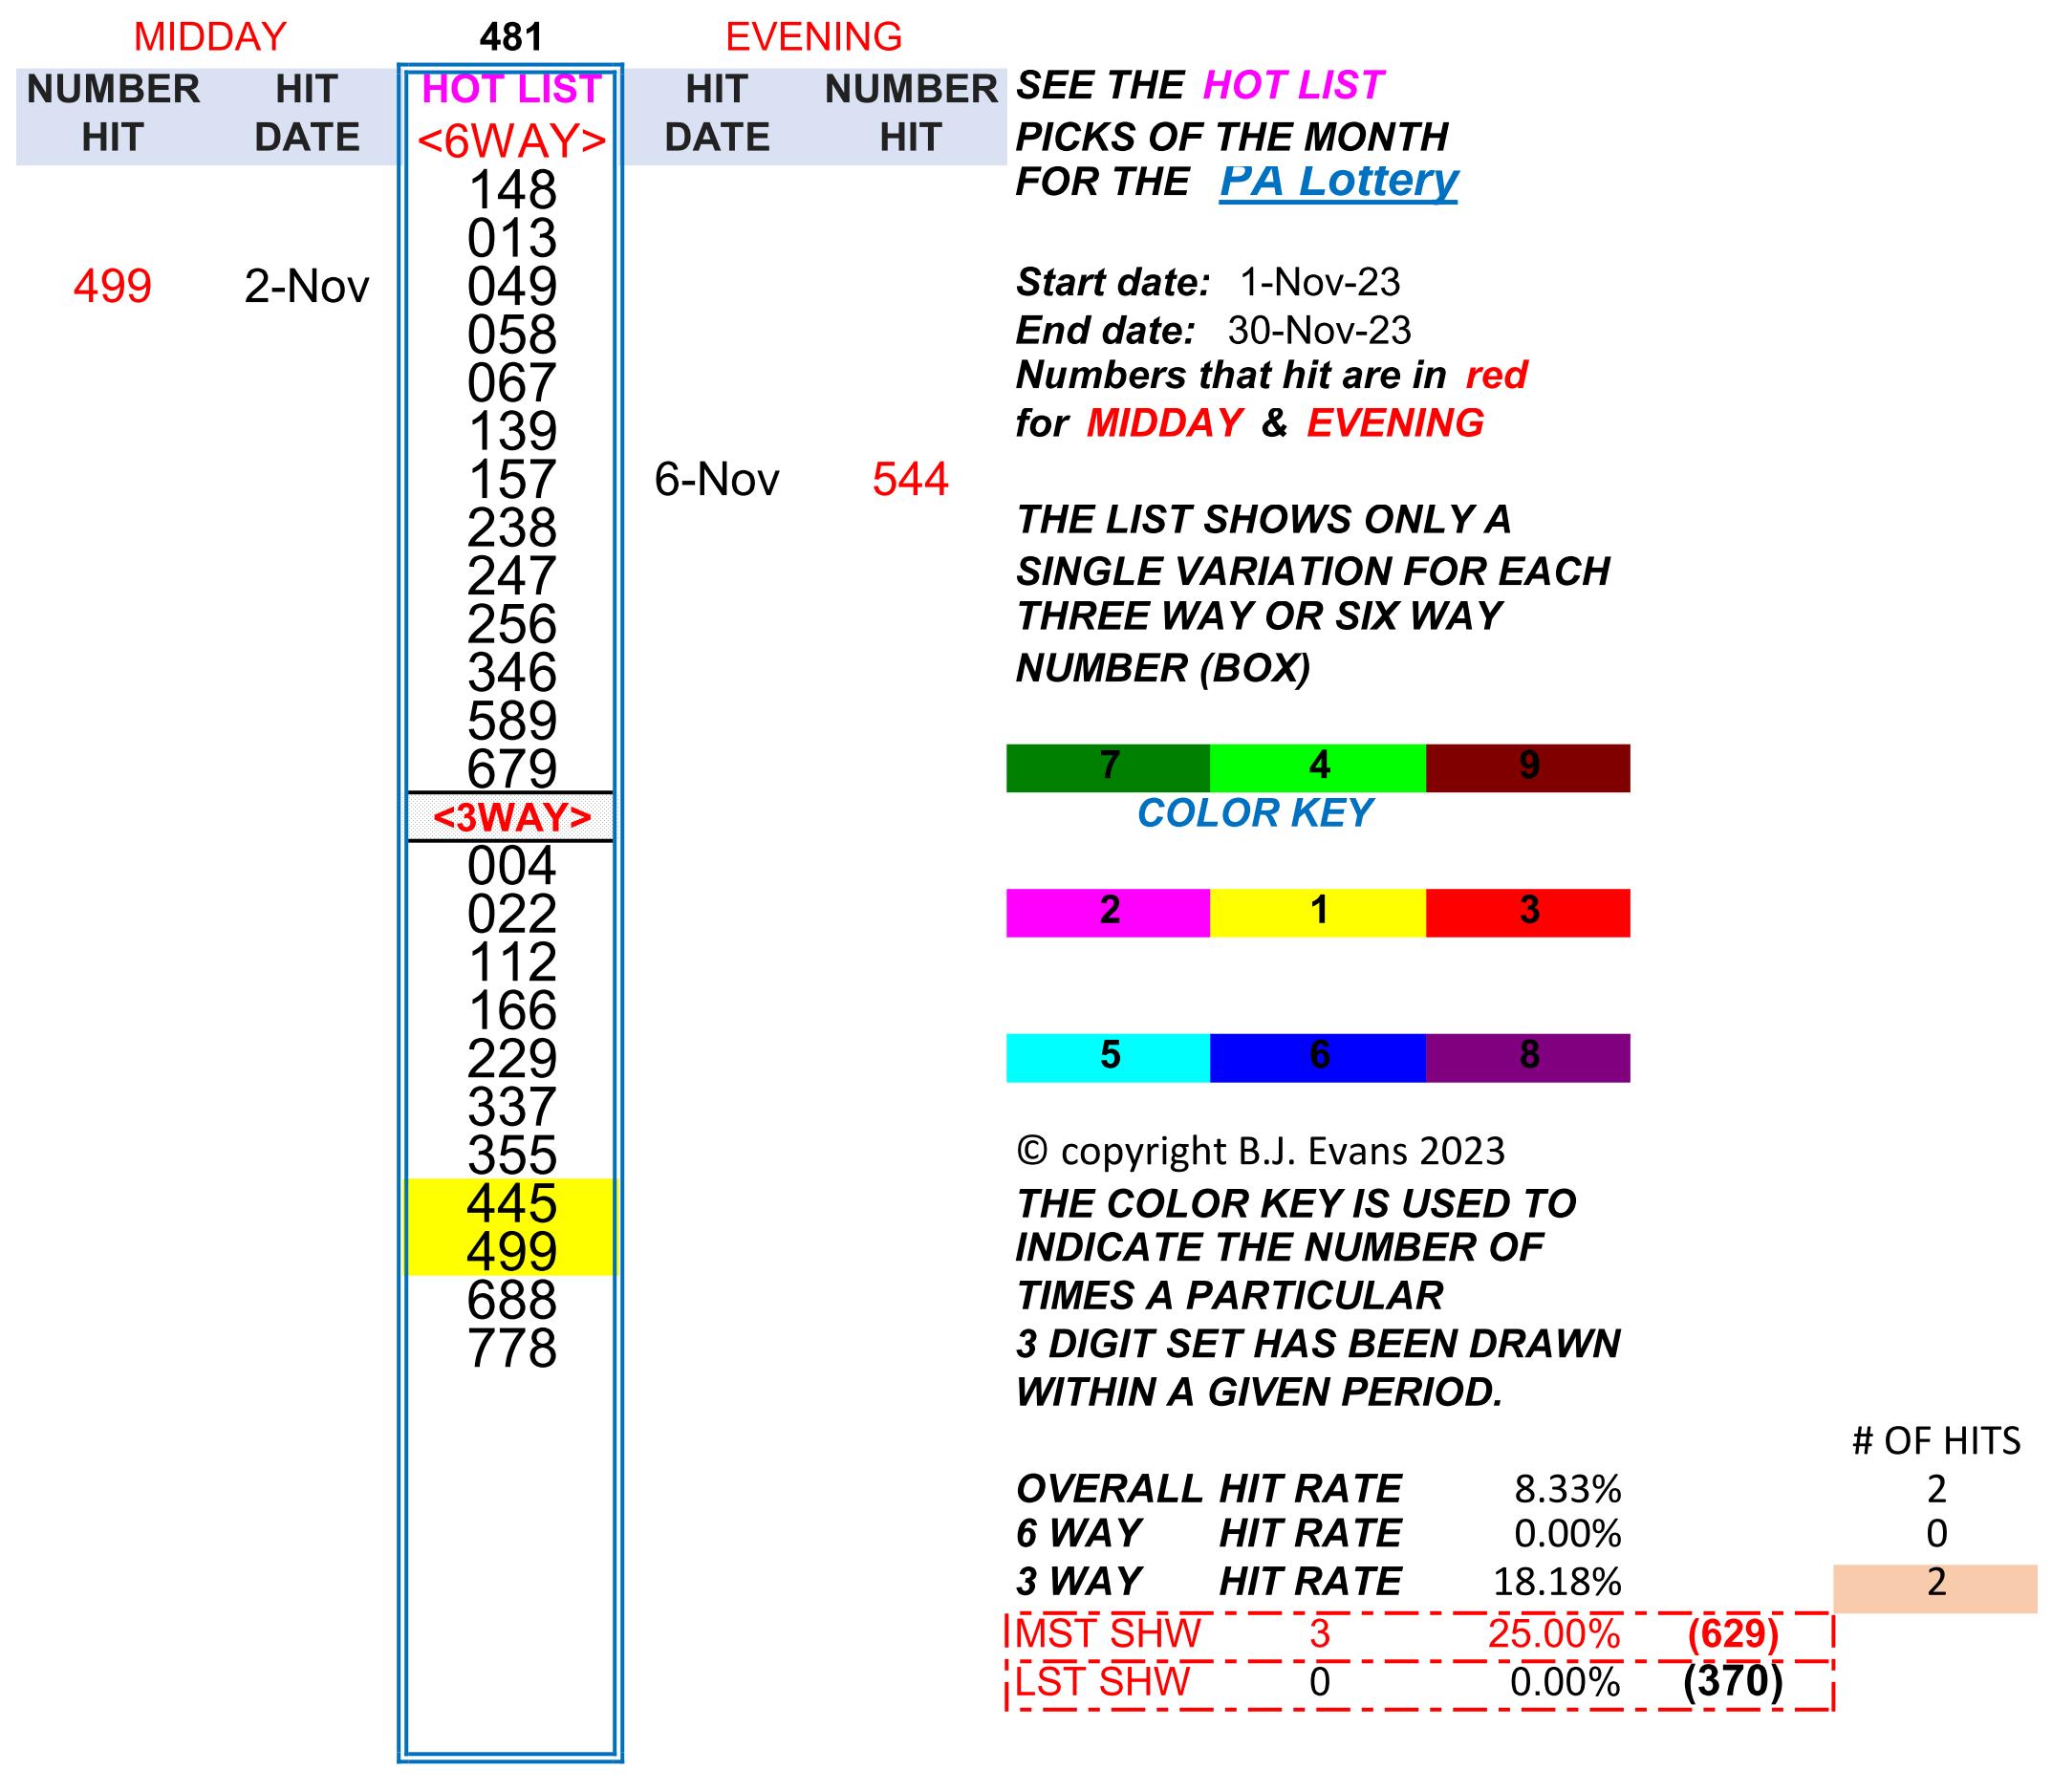 MIDDAY 481 EVENING
NUMBER HIT HOT LIST HIT NUMBER
HIT DATE <6WAY> DATE HIT
148
013
499 2-Nov 049
058
067
139
157 6-Nov 544
238
247
256
346
589
679
<3WAY>
004
022
112
166
229
337
355
445
499
688
778
SEE THE HOT LIST
PICKS OF THE MONTH
FOR THE PA Lottery
Start date: 1-Nov-23
End date: 30-Nov-23
Numbers that hit are in red
for MIDDAY & EVENING
THE LIST SHOWS ONLY A
SINGLE VARIATION FOR EACH
THREE WAY OR SIX WAY
NUMBER (BOX)
7 4 9
COLOR KEY
2 1 3
5 6 8
© copyright B.J. Evans 2023
THE COLOR KEY IS USED TO
INDICATE THE NUMBER OF
TIMES A PARTICULAR
3 DIGIT SET HAS BEEN DRAWN
WITHIN A GIVEN PERIOD.
# OF HITS
OVERALL HIT RATE 8.33% 2
6 WAY HIT RATE 0.00% 0
3 WAY HIT RATE 18.18% 2
MST SHW 3 25.00% (629)
LST SHW 0 0.00% (370)